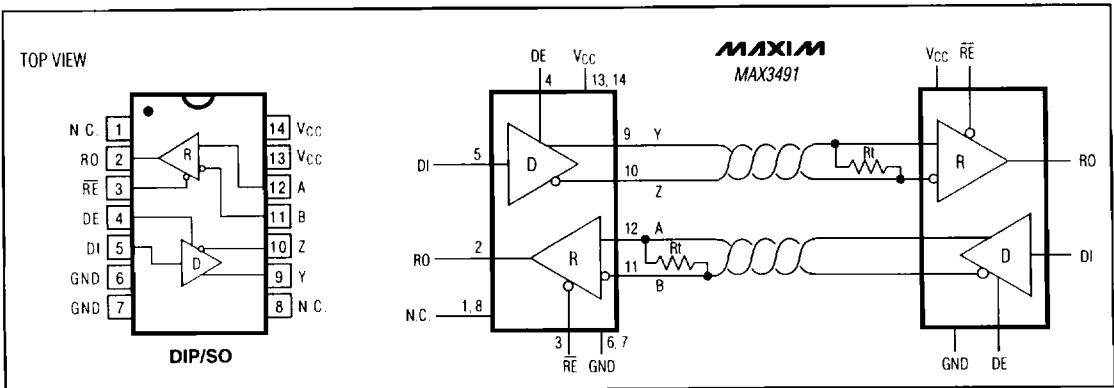 TOP VIEW
N.C. 1
RO 2
RE 3
DE 4
DI 5
GND 6
GND 7
14 VCC
13 VCC
12 A
11 B
10 Z
9 Y
8 N.C.
R
D
DIP/SO
MAXIM
MAX3491
DE
4
VCC
13, 14
DI
5
D
9 Y
10
Z
Rt
RO
2
R
12 A
11
B
Rt
N.C.
1,8
3
RE
GND
6, 7
VCC
RE
R
RO
D
DI
GND
DE